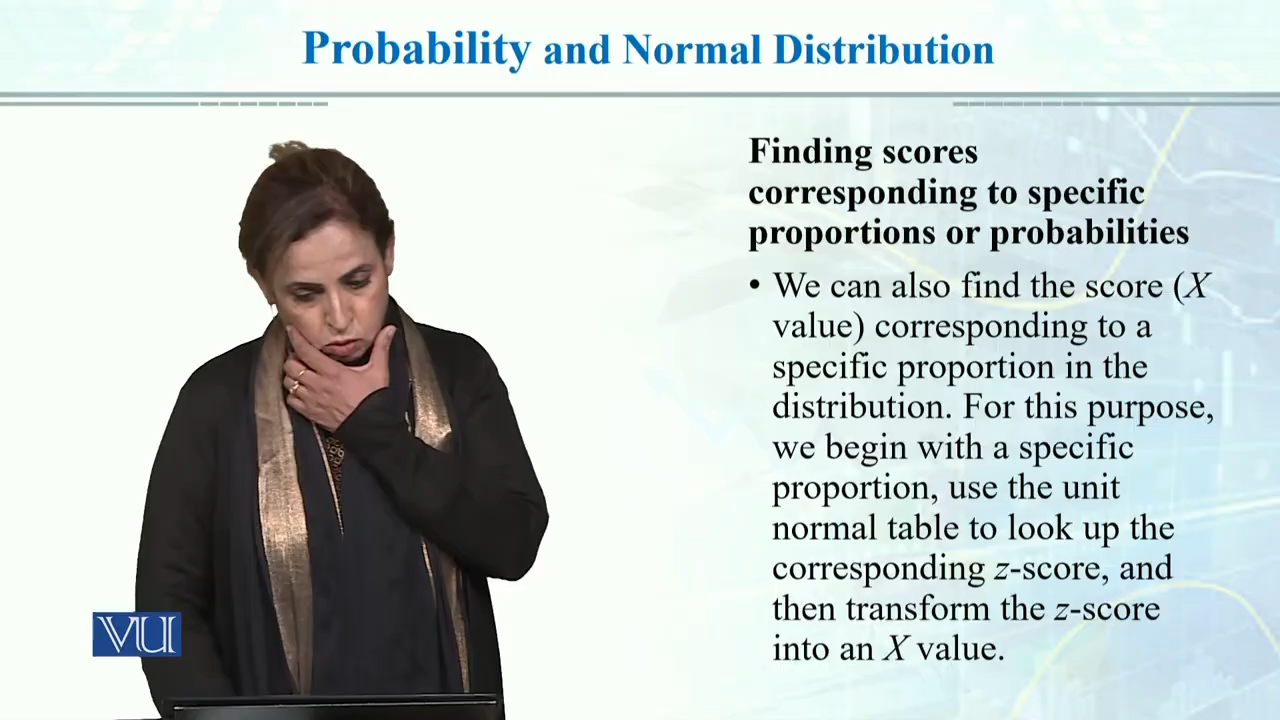 Probability and Normal Distribution
Finding scores
corresponding to specific
proportions or probabilities
• We can also find the score (X
value) corresponding to a
specific proportion in the
distribution. For this purpose,
we begin with a specific
proportion, use the unit
normal table to look up the
corresponding z-score, and
then transform the z-score
into an X value.
VU